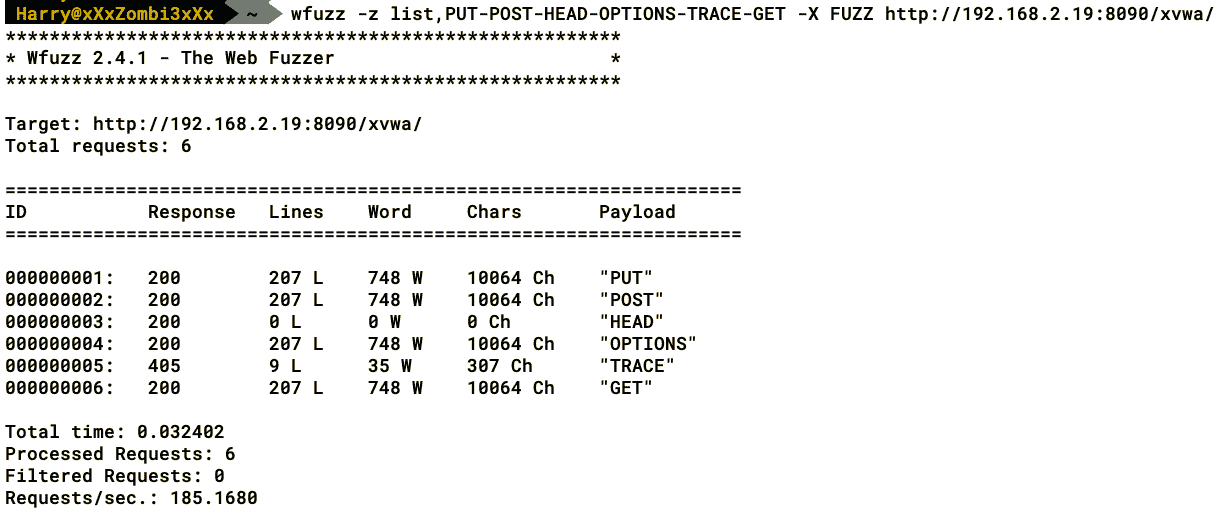 Harry@xXxZombi3xXx ~ wfuzz -z list,PUT-POST-HEAD-OPTIONS-TRACE-GET -X FUZZ http://192.168.2.19:8090/xvwa/
********************************************************
* Wfuzz 2.4.1 - The Web Fuzzer                         *
********************************************************

Target: http://192.168.2.19:8090/xvwa/
Total requests: 6

===================================================================
ID           Response   Lines    Word     Chars       Payload
===================================================================

000000001:   200        207 L    748 W    10064 Ch    "PUT"
000000002:   200        207 L    748 W    10064 Ch    "POST"
000000003:   200        0 L      0 W      0 Ch        "HEAD"
000000004:   200        207 L    748 W    10064 Ch    "OPTIONS"
000000005:   405        9 L      35 W     307 Ch      "TRACE"
000000006:   200        207 L    748 W    10064 Ch    "GET"

Total time: 0.032402
Processed Requests: 6
Filtered Requests: 0
Requests/sec.: 185.1680